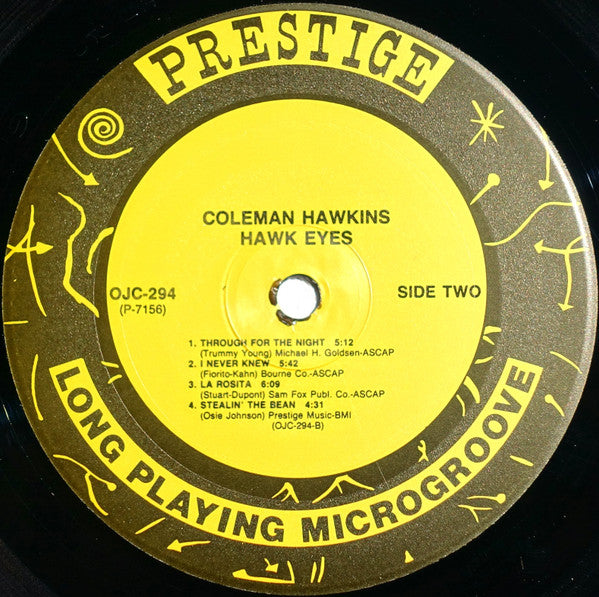 PRESTIGE
COLEMAN HAWKINS
HAWK EYES
OJC-294
(P-7156)
SIDE TWO
1. THROUGH FOR THE NIGHT 5:12
(Trummy Young) Michael H. Goldsen-ASCAP
2. I NEVER KNEW 5:42
(Fiorito-Kahn) Bourne Co.-ASCAP
3. LA ROSITA 6:09
(Stuart-Dupont) Sam Fox Publ. Co.-ASCAP
4. STEALIN' THE BEAN 4:31
(Osie Johnson) Prestige Music-BMI
(OJC-294-B)
LONG PLAYING MICROGROOVE